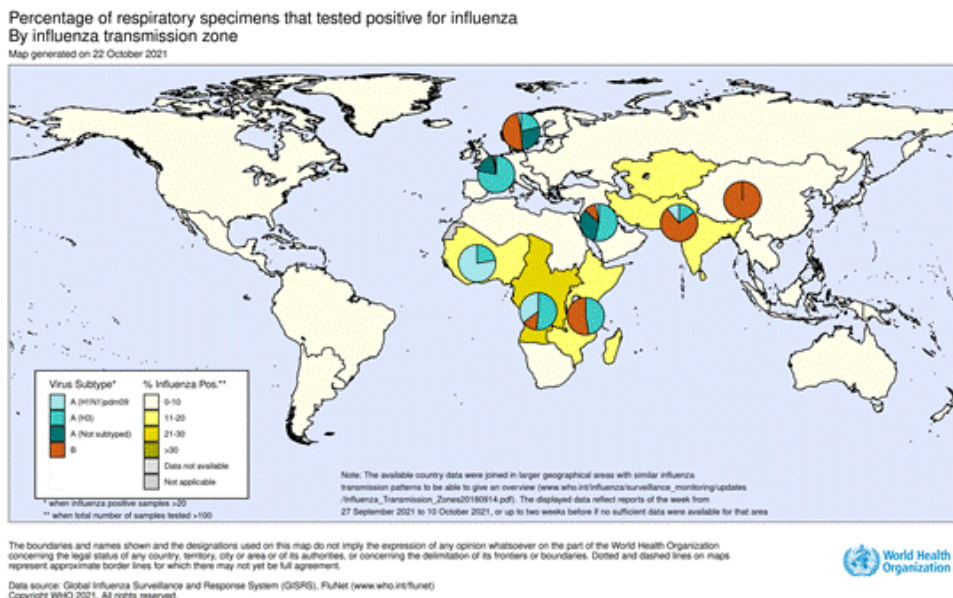 Percentage of respiratory specimens that tested positive for influenza
By influenza transmission zone
Map generated on 22 October 2021
Virus Subtype*
A (H1N1)pdm09
A (H3)
A (Not subtyped)
B
% Influenza Pos.**
0-10
11-20
21-30
>30
Data not available
Not applicable
* when influenza positive samples >20
** when total number of samples tested >100
Note: The available country data were joined in larger geographical areas with similar influenza
transmission patterns to be able to give an overview (www.who.int/influenza/surveillance_monitoring/updates
/Influenza_Transmission_Zones20180914.pdf). The displayed data reflect reports of the week from
27 September 2021 to 10 October 2021, or up to two weeks before if no sufficient data were available for that area
The boundaries and names shown and the designations used on this map do not imply the expression of any opinion whatsoever on the part of the World Health Organization
concerning the legal status of any country, territory, city or area or of its authorities, or concerning the delimitation of its frontiers or boundaries. Dotted and dashed lines on maps
represent approximate border lines for which there may not yet be full agreement.
World Health
Organization
Data source: Global Influenza Surveillance and Response System (GISRS), FluNet (www.who.int/flunet)
Copyright WHO 2021. All rights reserved.